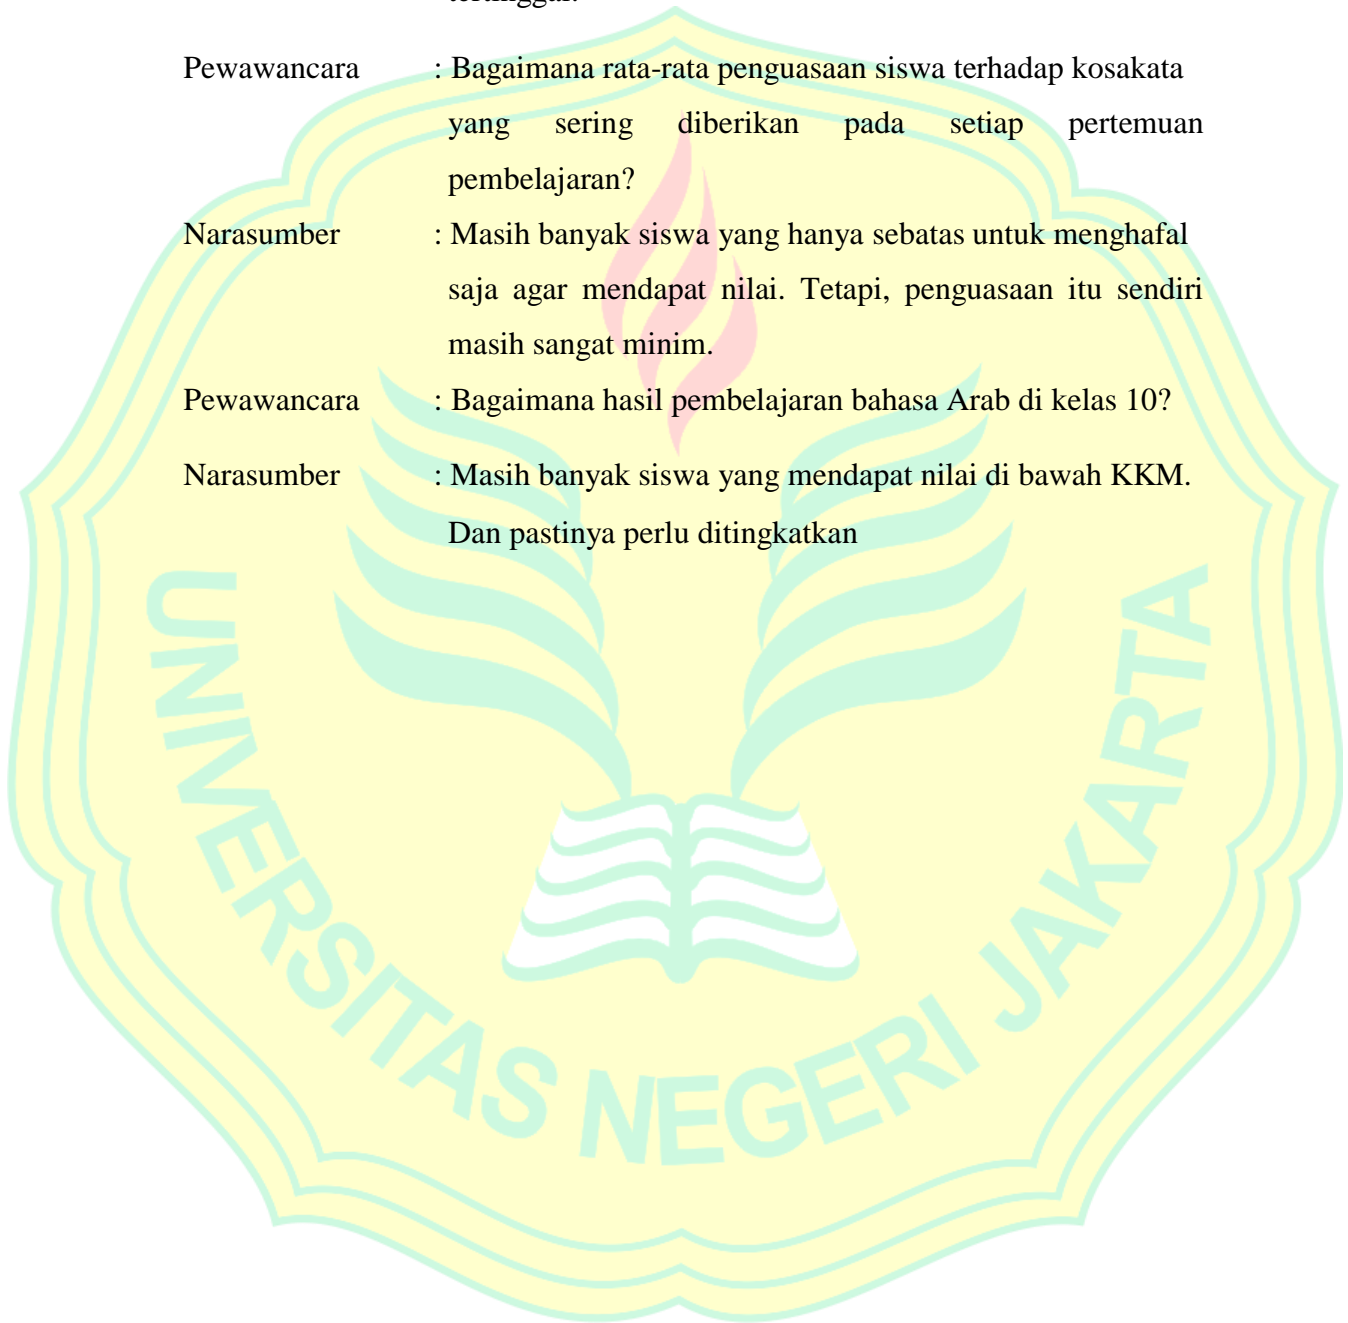 Pewawancara : Bagaimana rata-rata penguasaan siswa terhadap kosakata
yang sering diberikan pada setiap pertemuan
pembelajaran?
Narasumber : Masih banyak siswa yang hanya sebatas untuk menghafal
saja agar mendapat nilai. Tetapi, penguasaan itu sendiri
masih sangat minim.
Pewawancara : Bagaimana hasil pembelajaran bahasa Arab di kelas 10?
Narasumber : Masih banyak siswa yang mendapat nilai di bawah KKM.
Dan pastinya perlu ditingkatkan
UNIVERSITAS NEGERI JAKARTA